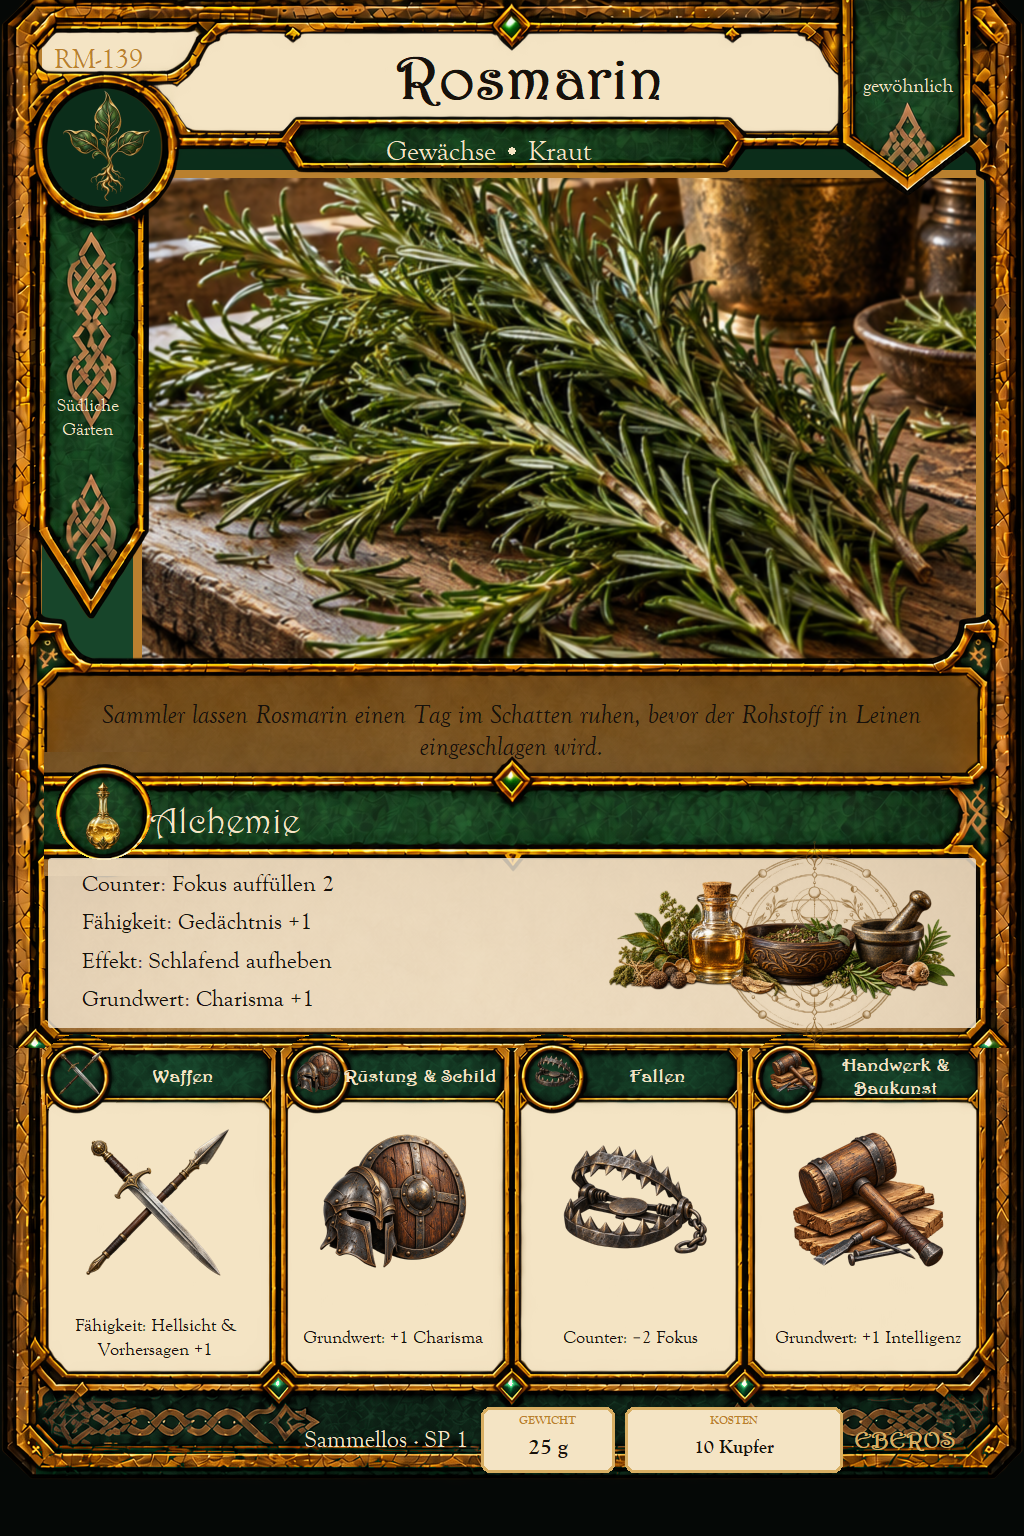 RM-139
Rosmarin
gewöhnlich
Gewächse • Kraut
Südliche
Gärten
Sammler lassen Rosmarin einen Tag im Schatten ruhen, bevor der Rohstoff in Leinen
eingeschlagen wird.
Alchemie
Counter: Fokus auffüllen 2
Fähigkeit: Gedächtnis +1
Effekt: Schlafend aufheben
Grundwert: Charisma +1
Waffen
Rüstung & Schild
Fallen
Handwerk &
Baukunst
Fähigkeit: Hellsicht &
Vorhersagen +1
Grundwert: +1 Charisma
Counter: −2 Fokus
Grundwert: +1 Intelligenz
Sammellos · SP 1
GEWICHT
25 g
KOSTEN
10 Kupfer
EBEROS